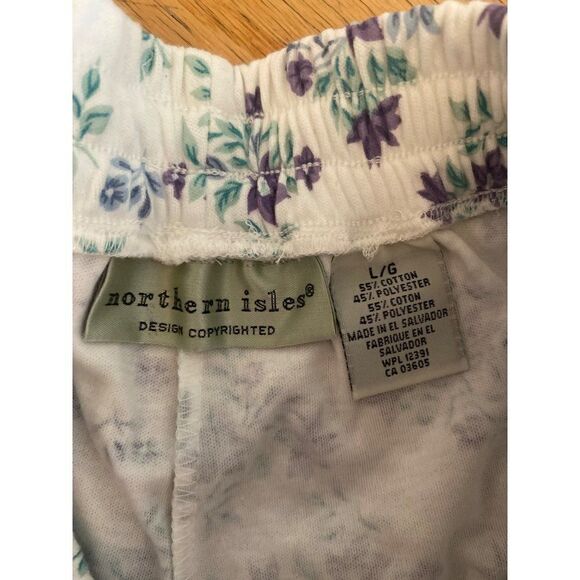 northern isles®
DESIGN COPYRIGHTED
L/G
55% COTTON
45% POLYESTER
55% COTON
45% POLYESTER
MADE IN EL SALVADOR
FABRIQUE EN EL
SALVADOR
WPL 12391
CA 03605